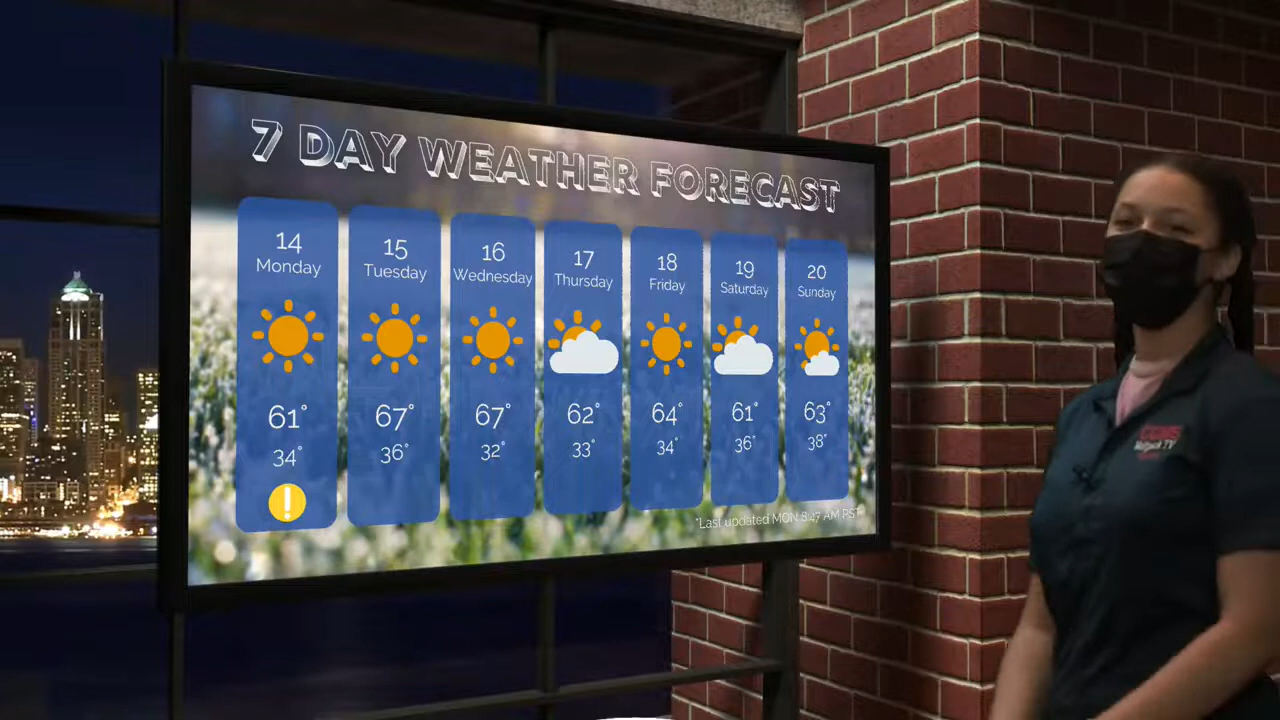 7 DAY WEATHER FORECAST
14
Monday
61°
34°
!
15
Tuesday
67°
36°
16
Wednesday
67°
32°
17
Thursday
62°
33°
18
Friday
64°
34°
19
Saturday
61°
36°
20
Sunday
63°
38°
*Last updated MON 8:47 AM PST